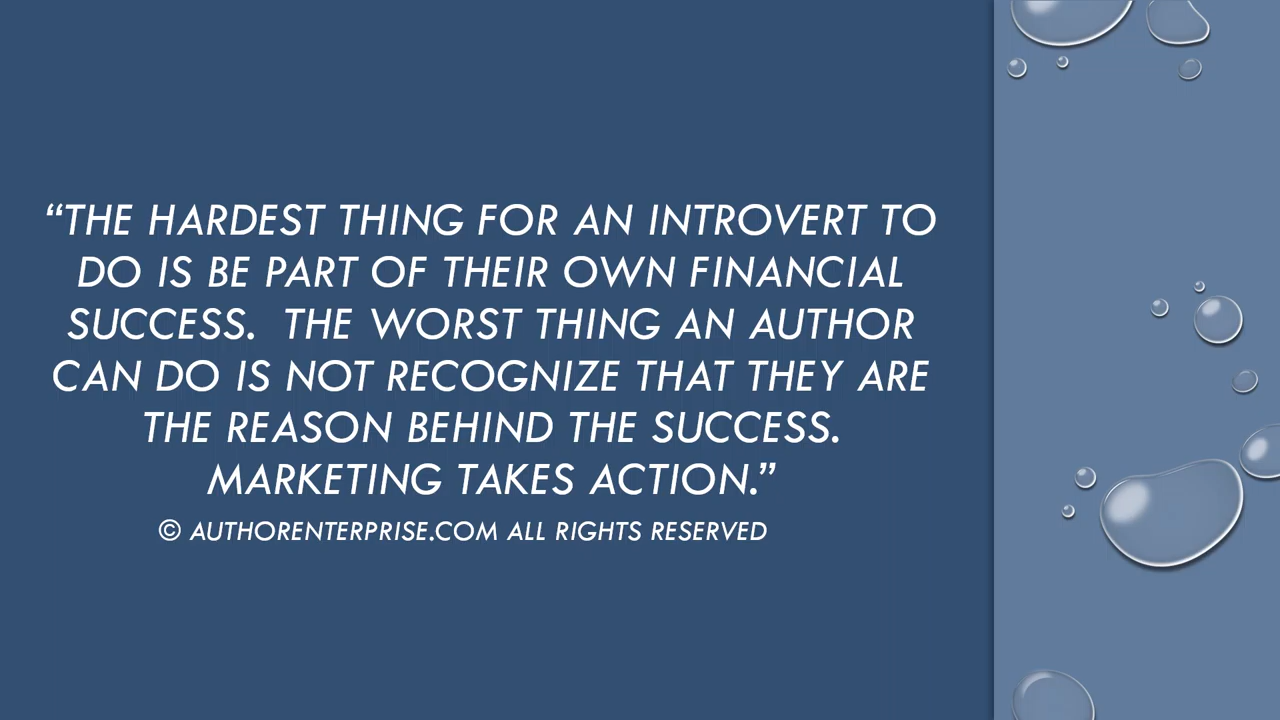 “THE HARDEST THING FOR AN INTROVERT TO
DO IS BE PART OF THEIR OWN FINANCIAL
SUCCESS.  THE WORST THING AN AUTHOR
CAN DO IS NOT RECOGNIZE THAT THEY ARE
THE REASON BEHIND THE SUCCESS.
MARKETING TAKES ACTION.”
© AUTHORENTERPRISE.COM ALL RIGHTS RESERVED